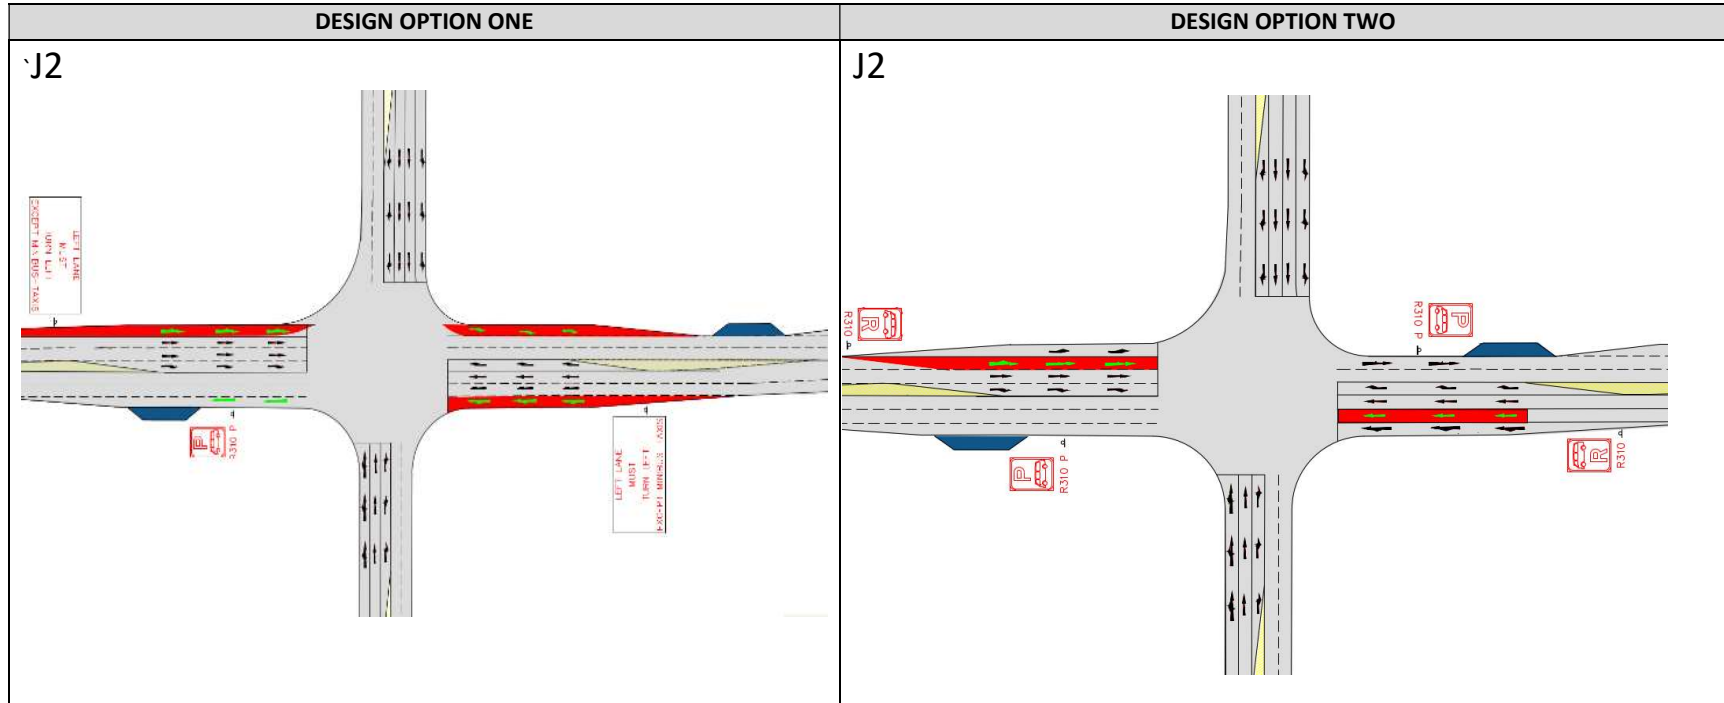 DESIGN OPTION ONE
DESIGN OPTION TWO
`J2
LEFT LANE
MUST
TURN LEFT
EXCEPT MINIBUS-TAXIS
P
R310 P
LEFT LANE
MUST
TURN LEFT
EXCEPT MINIBUS TAXIS
J2
R
R310
P
R310 P
P
R310 P
R
R310